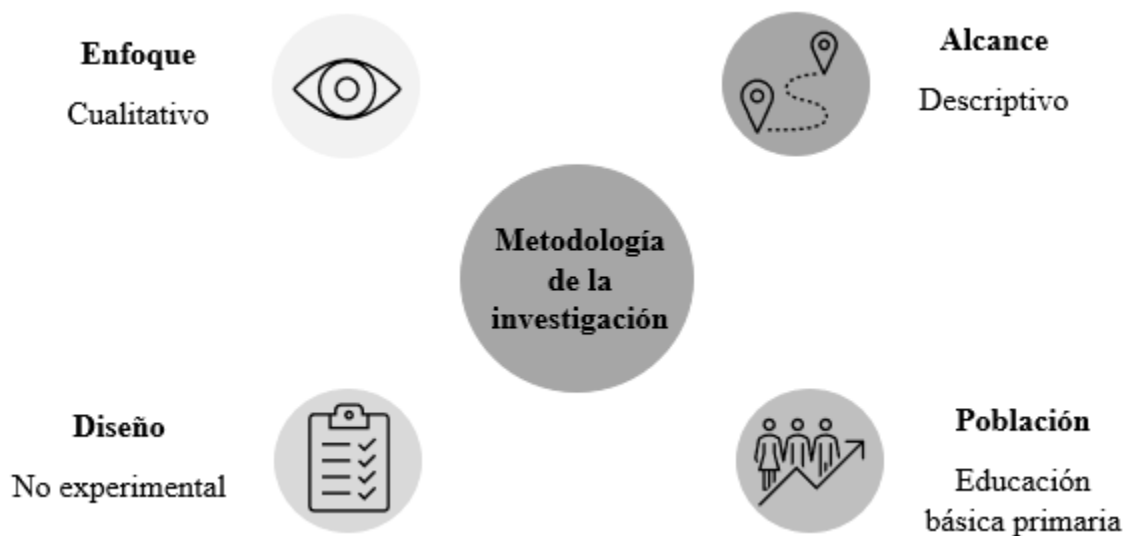 Enfoque
Cualitativo
Alcance
Descriptivo
Metodología
de la
investigación
Diseño
No experimental
Población
Educación
básica primaria